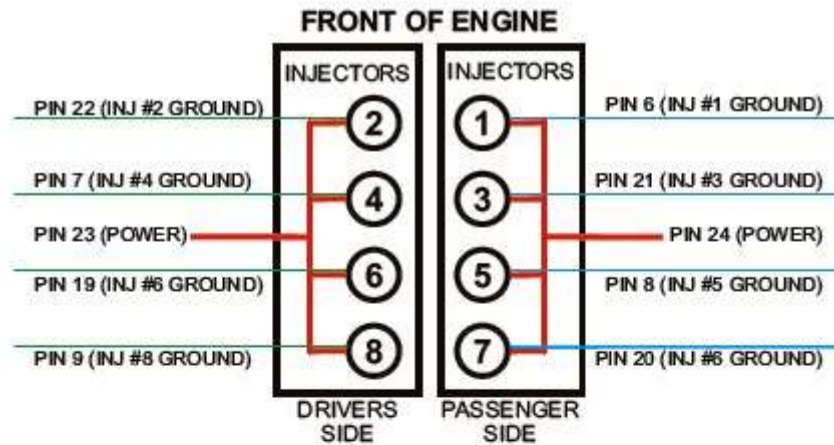 FRONT OF ENGINE
INJECTORS
INJECTORS
PIN 22 (INJ #2 GROUND)
2
1
PIN 6 (INJ #1 GROUND)
PIN 7 (INJ #4 GROUND)
4
3
PIN 21 (INJ #3 GROUND)
PIN 23 (POWER)
PIN 24 (POWER)
PIN 19 (INJ #6 GROUND)
6
5
PIN 8 (INJ #5 GROUND)
PIN 9 (INJ #8 GROUND)
8
7
PIN 20 (INJ #6 GROUND)
DRIVERS
SIDE
PASSENGER
SIDE